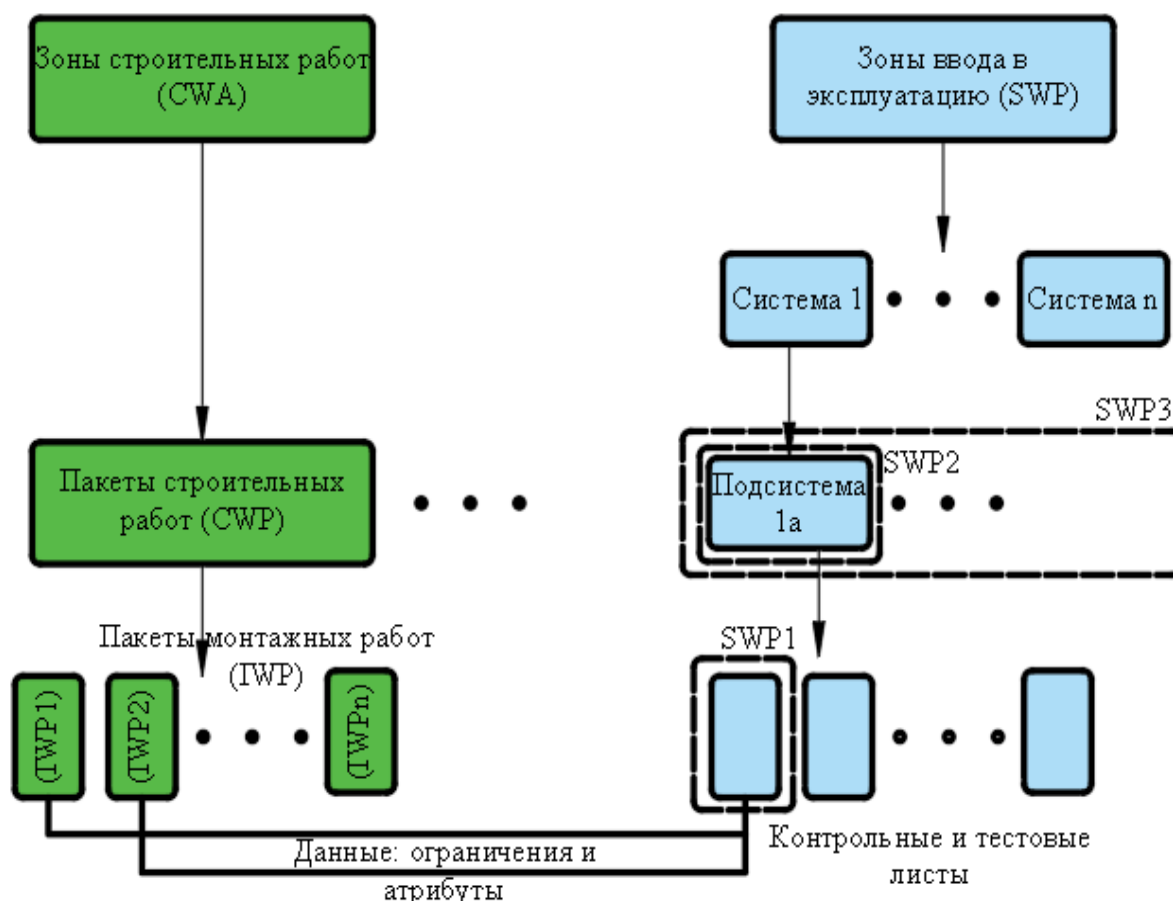 Зоны строительных работ
(CWA)
Зоны ввода в
эксплуатацию (SWP)
Система 1
Система n
SWP3
Пакеты строительных
работ (CWP)
SWP2
Подсистема
1a
Пакеты монтажных работ
(IWP)
SWP1
(IWP1)
(IWP2)
(IWPn)
Данные: ограничения и
атрибуты
Контрольные и тестовые
листы